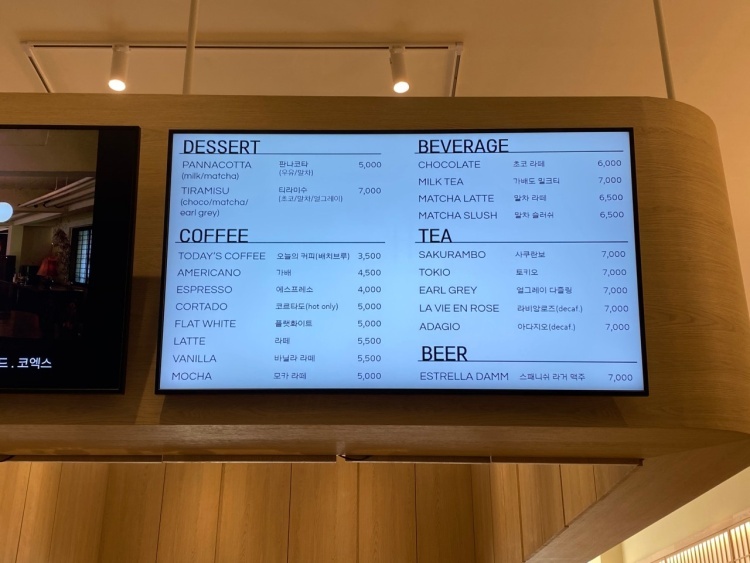 DESSERT
PANNACOTTA 판나코타 5,000
(milk/matcha) (우유/말차)
TIRAMISU 티라미수 7,000
(choco/matcha/ (초코/말차/얼그레이)
earl grey)
COFFEE
TODAY'S COFFEE 오늘의 커피(배치브루) 3,500
AMERICANO 가배 4,500
ESPRESSO 에스프레소 4,000
CORTADO 코르타도(hot only) 5,000
FLAT WHITE 플랫화이트 5,000
LATTE 라떼 5,500
VANILLA 바닐라 라떼 5,500
MOCHA 모카 라떼 5,000
BEVERAGE
CHOCOLATE 초코 라떼 6,000
MILK TEA 가배도 밀크티 7,000
MATCHA LATTE 말차 라떼 6,500
MATCHA SLUSH 말차 슬러쉬 6,500
TEA
SAKURAMBO 사쿠란보 7,000
TOKIO 토키오 7,000
EARL GREY 얼그레이 다즐링 7,000
LA VIE EN ROSE 라비앙로즈(decaf.) 7,000
ADAGIO 아다지오(decaf.) 7,000
BEER
ESTRELLA DAMM 스패니쉬 라거 맥주 7,000
드 . 코엑스